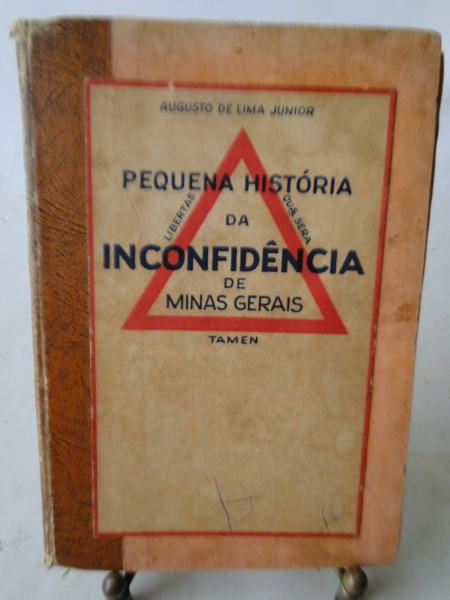 AUGUSTO DE LIMA JUNIOR
PEQUENA HISTÓRIA
DA
INCONFIDÊNCIA
DE
MINAS GERAIS
LIBERTAS
QUÆ SERA
TAMEN